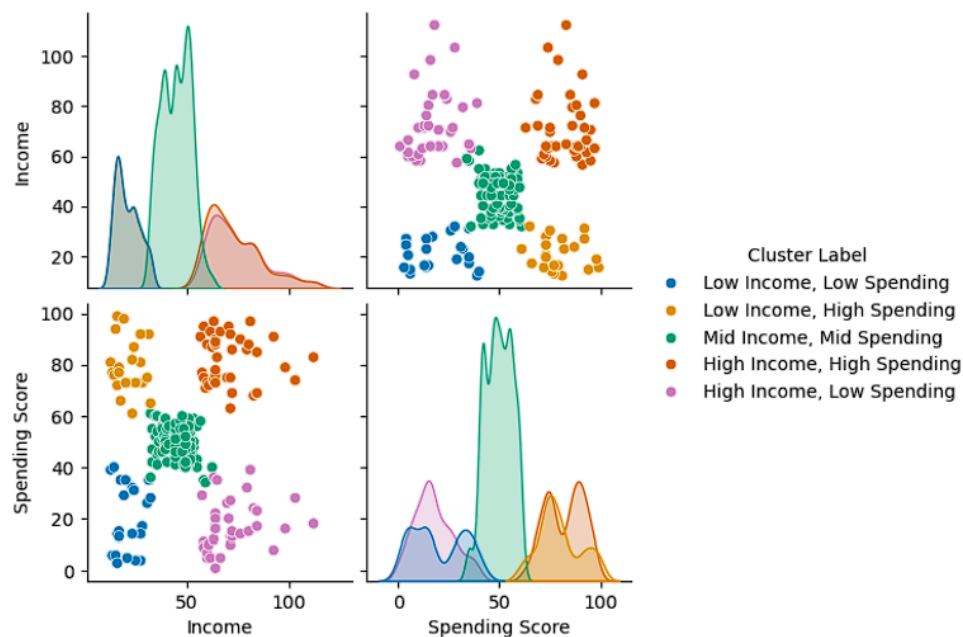 100
80
60
40
20
Income
100
80
60
40
20
0
Spending Score
50
100
Income
0
50
100
Spending Score
Cluster Label
Low Income, Low Spending
Low Income, High Spending
Mid Income, Mid Spending
High Income, High Spending
High Income, Low Spending